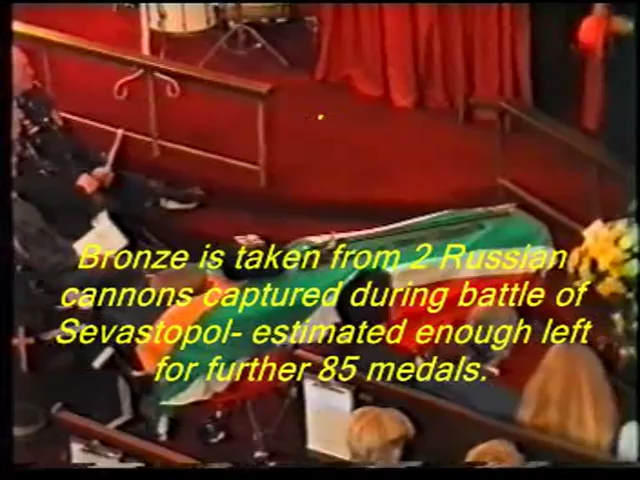 Bronze is taken from 2 Russian
cannons captured during battle of
Sevastopol- estimated enough left
for further 85 medals.